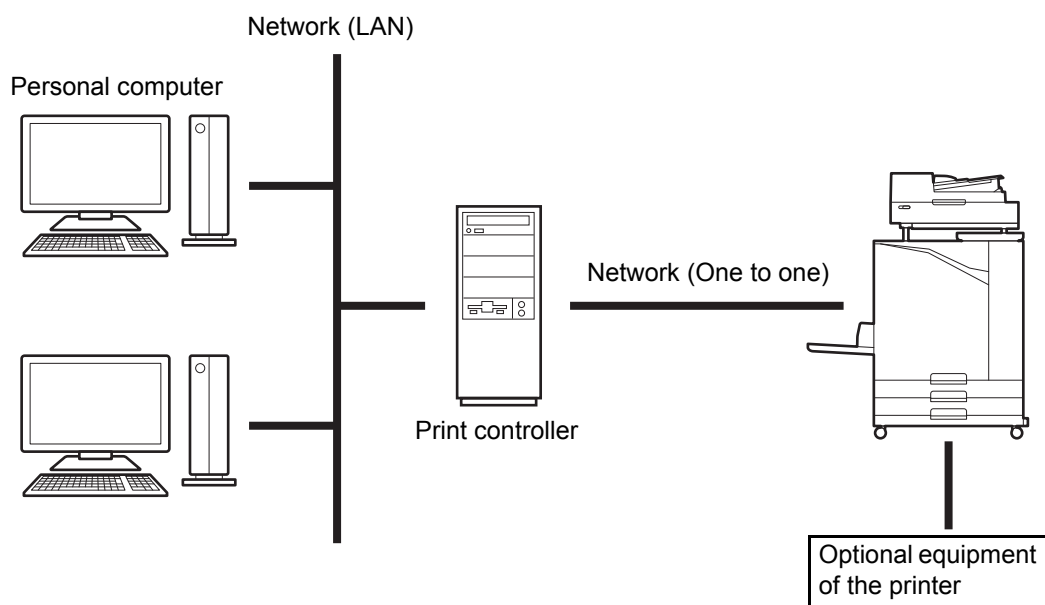 Network (LAN)
Personal computer
Network (One to one)
Print controller
Optional equipment
of the printer